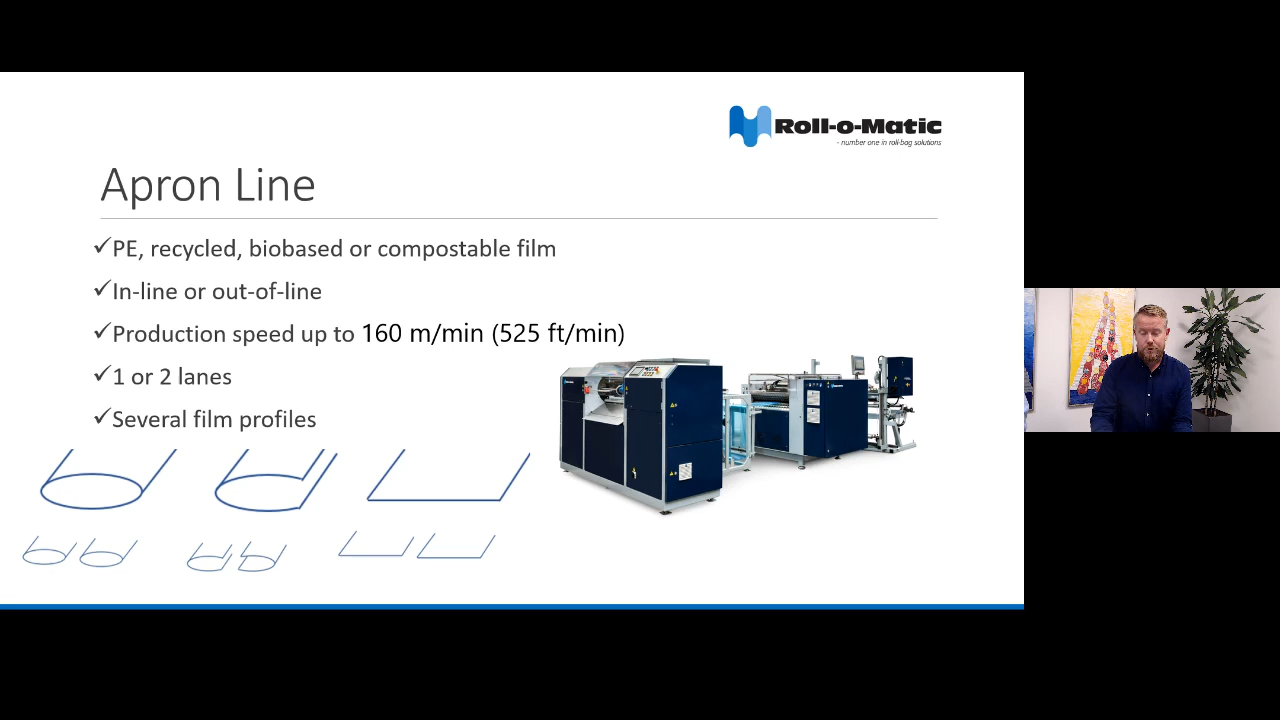 Roll-o-Matic
- number one in roll-bag solutions
Apron Line
✓PE, recycled, biobased or compostable film
✓In-line or out-of-line
✓Production speed up to 160 m/min (525 ft/min)
✓1 or 2 lanes
✓Several film profiles